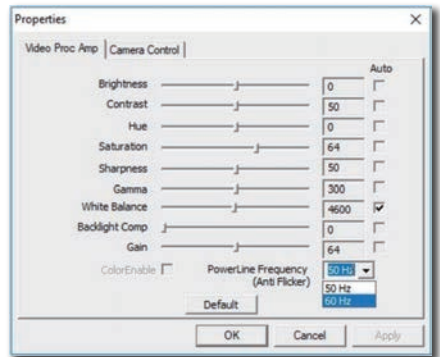 Properties
Video Proc Amp Camera Control
Auto
Brightness 0
Contrast 50
Hue 0
Saturation 64
Sharpness 50
Gamma 300
White Balance 4600
Backlight Comp 0
Gain 64
ColorEnable PowerLine Frequency 50 Hz
(Anti Flicker)
50 Hz
60 Hz
Default
OK Cancel Apply